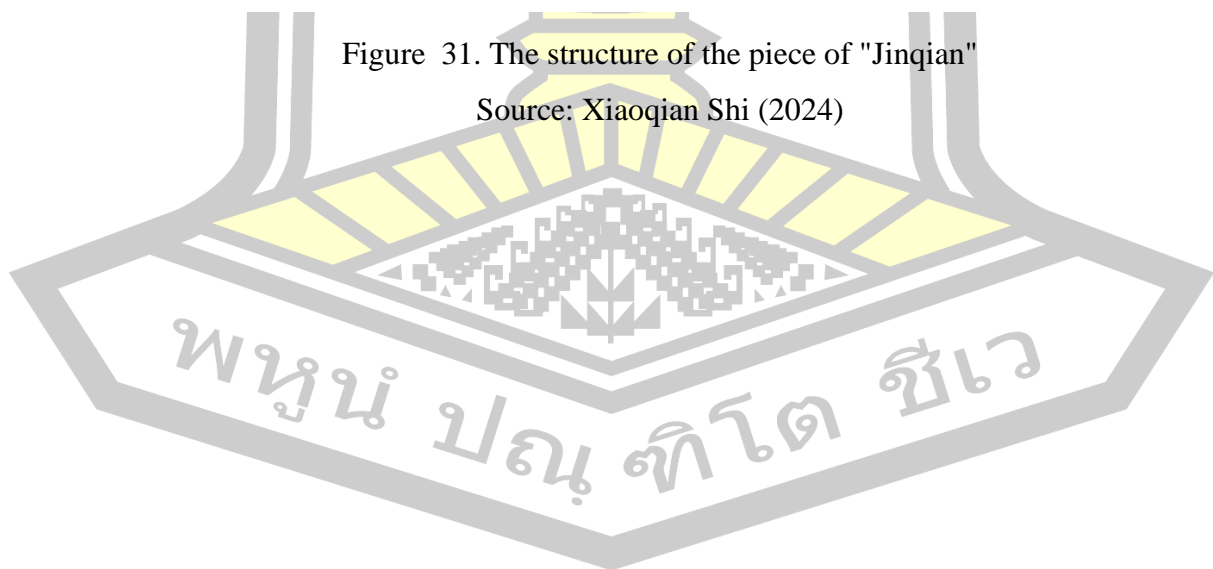 Figure  31. The structure of the piece of "Jinqian"
Source: Xiaoqian Shi (2024)
พหูนํ ปณฺฑิโต ชีเว